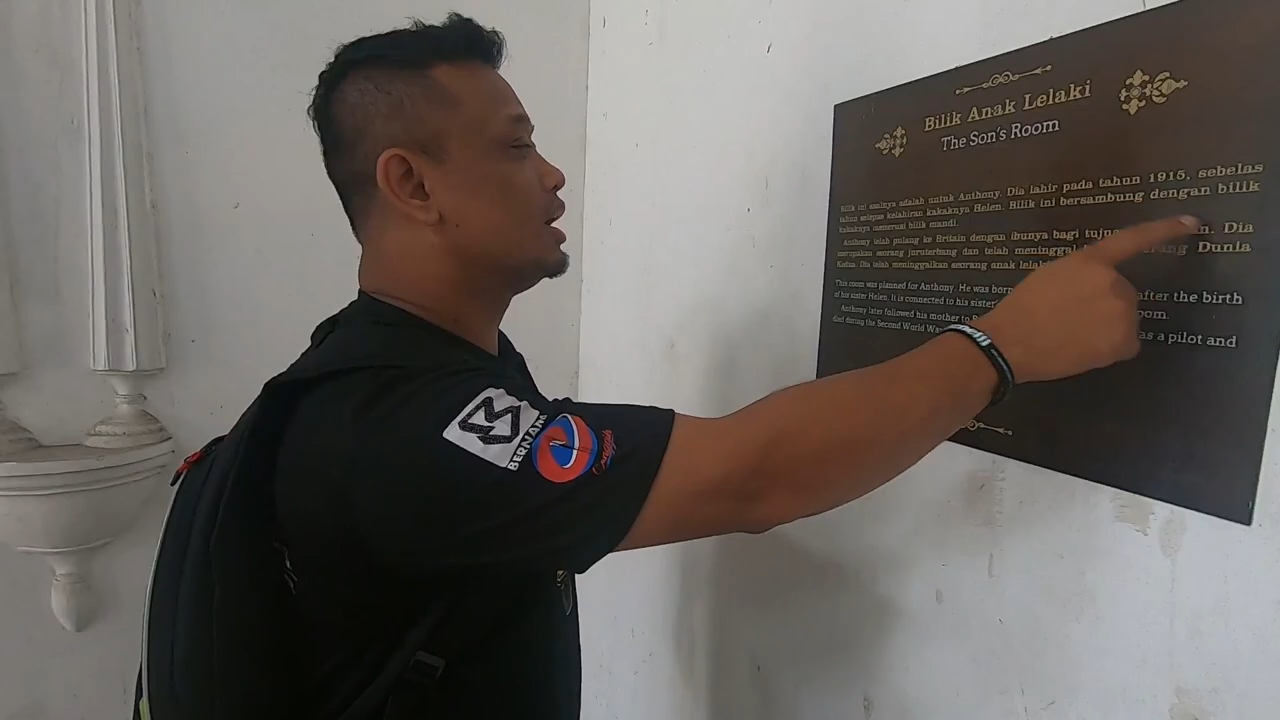 Bilik Anak Lelaki
The Son's Room
Bilik ini asalnya adalah untuk Anthony. Dia lahir pada tahun 1915, sebelas
tahun selepas kelahiran kakaknya Helen. Bilik ini bersambung dengan bilik
kakaknya menerusi bilik mandi.
Anthony telah pulang ke Britain dengan ibunya bagi tujuan Dia
merupakan seorang juruterbang dan telah meninggal Dunia
Kedua. Dia telah meninggalkan seorang anak lelaki
This room was planned for Anthony. He was born after the birth
of his sister Helen. It is connected to his sister
Anthony later followed his mother to as a pilot and
died during the Second World War
BERNAM